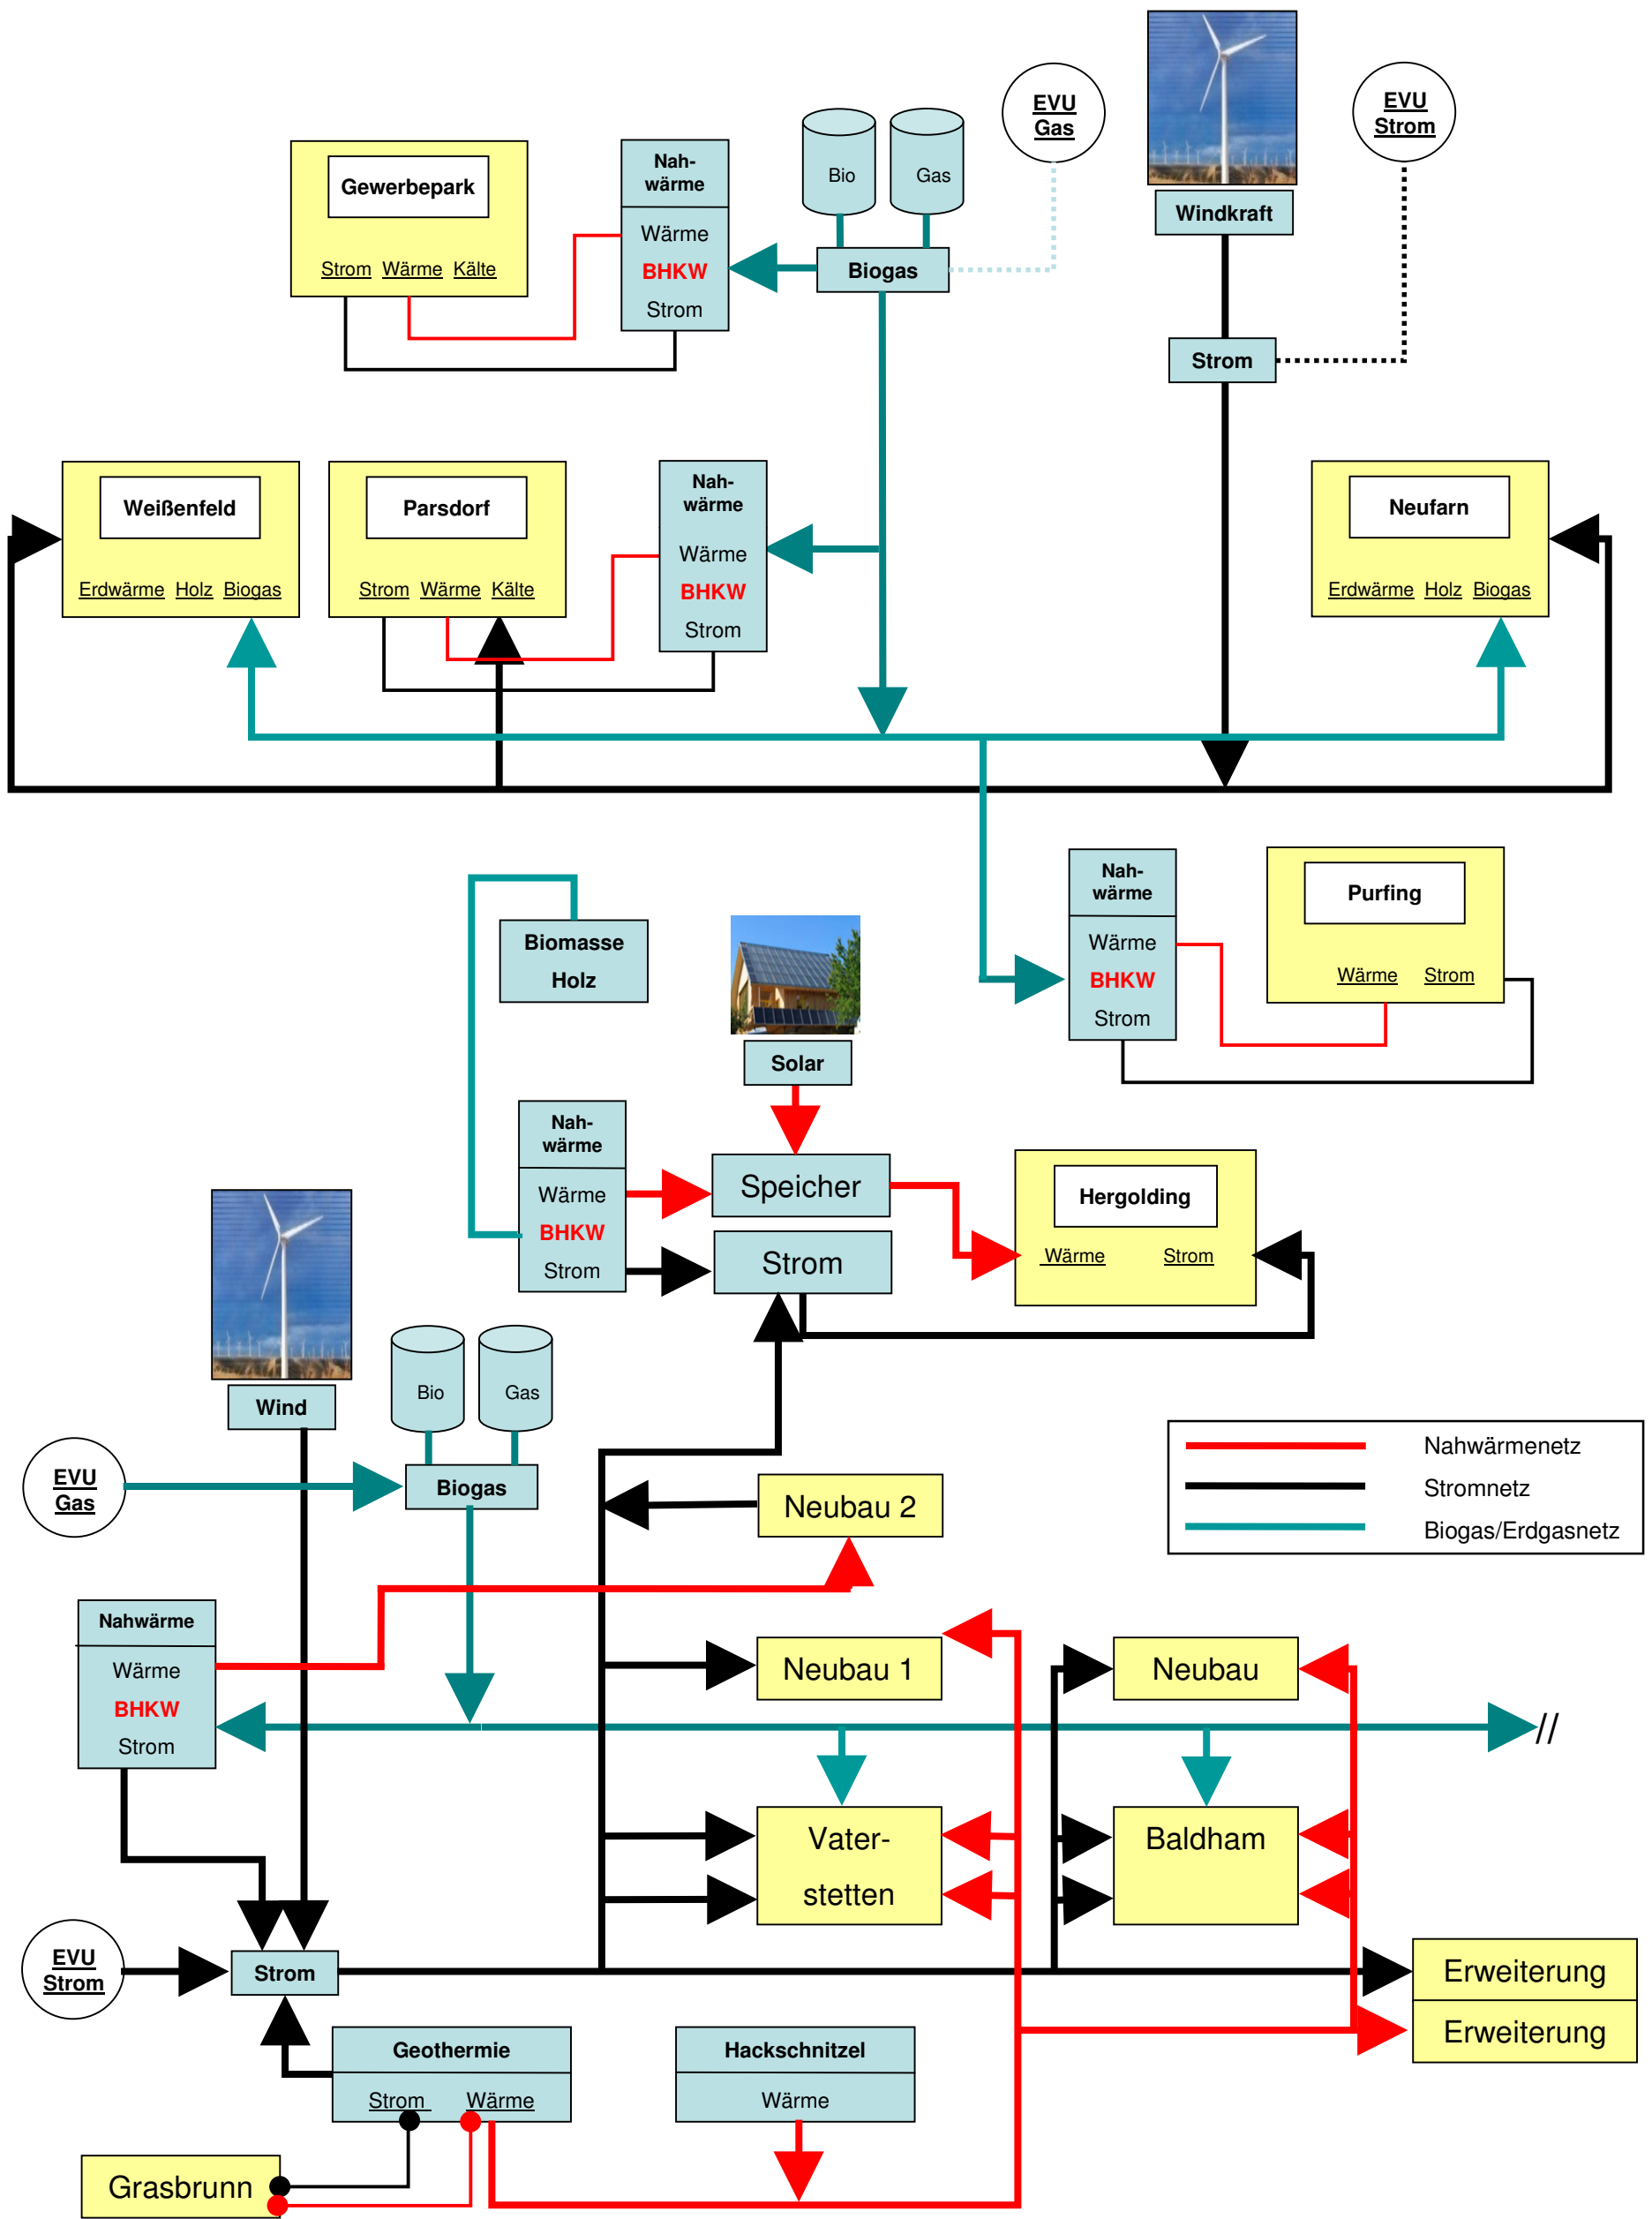 EVU
Gas
EVU
Strom
Gewerbepark
Strom Wärme Kälte
Nah-
wärme
Wärme
BHKW
Strom
Bio
Gas
Biogas
Windkraft
Strom
Weißenfeld
Erdwärme Holz Biogas
Parsdorf
Strom Wärme Kälte
Nah-
wärme
Wärme
BHKW
Strom
Neufarn
Erdwärme Holz Biogas
Biomasse
Holz
Solar
Nah-
wärme
Wärme
BHKW
Strom
Purfing
Wärme Strom
Nah-
wärme
Wärme
BHKW
Strom
Speicher
Strom
Hergolding
Wärme Strom
Wind
Bio
Gas
EVU
Gas
Biogas
Nahwärmenetz
Stromnetz
Biogas/Erdgasnetz
Neubau 2
Nahwärme
Wärme
BHKW
Strom
Neubau 1
Neubau
//
Vater-
stetten
Baldham
EVU
Strom
Strom
Erweiterung
Erweiterung
Geothermie
Strom Wärme
Hackschnitzel
Wärme
Grasbrunn